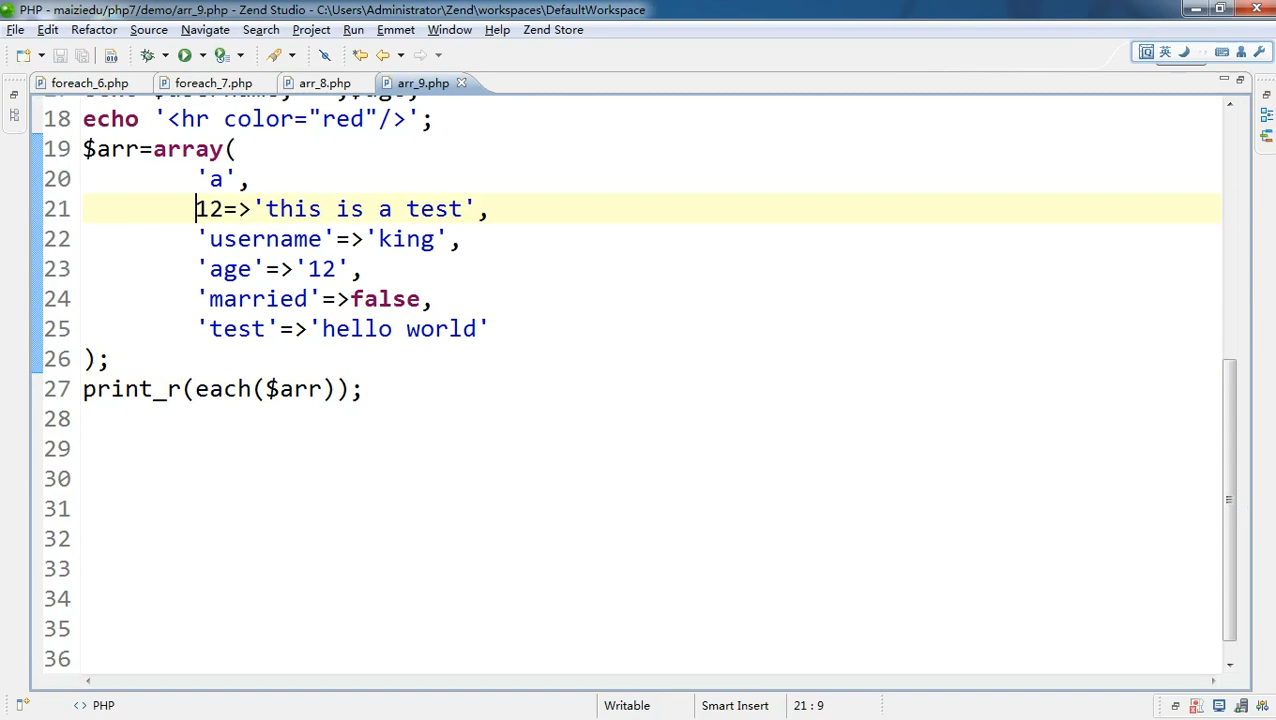 PHP - maiziedu/php7/demo/arr_9.php - Zend Studio - C:\Users\Administrator\Zend\workspaces\DefaultWorkspace
File Edit Refactor Source Navigate Search Project Run Emmet Window Help Zend Store
英
foreach_6.php foreach_7.php arr_8.php arr_9.php
18 echo '<hr color="red"/>';
19 $arr=array(
20 'a',
21 12=>'this is a test',
22 'username'=>'king',
23 'age'=>'12',
24 'married'=>false,
25 'test'=>'hello world'
26 );
27 print_r(each($arr));
28
29
30
31
32
33
34
35
36
<> PHP Writable Smart Insert 21 : 9